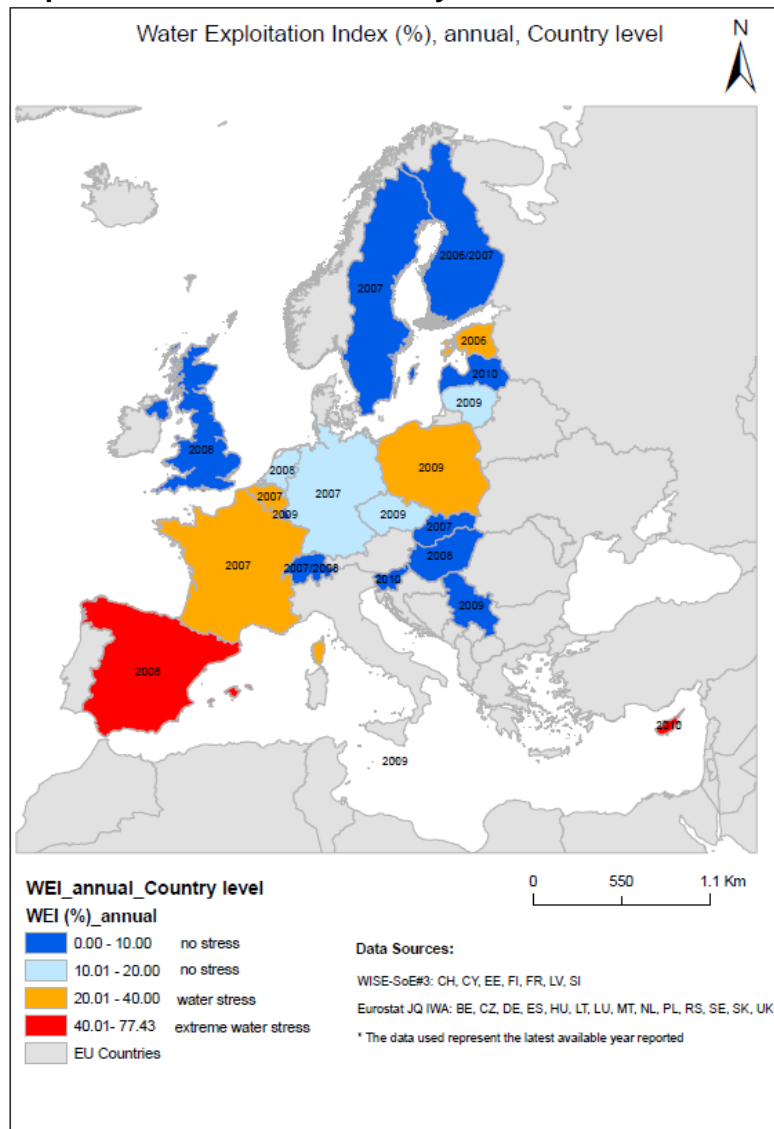 Water Exploitation Index (%), annual, Country level
N
2006/2007
2007
2006
2010
2009
2008
2008
2007
2009
2007
2009
2009
2007
2007
2008
2007/2008
2010
2009
2008
2010
2009
WEI_annual_Country level
WEI (%)_annual
0.00 - 10.00 no stress
10.01 - 20.00 no stress
20.01 - 40.00 water stress
40.01- 77.43 extreme water stress
EU Countries
0 550 1.1 Km
Data Sources:
WISE-SoE#3: CH, CY, EE, FI, FR, LV, SI
Eurostat JQ IWA: BE, CZ, DE, ES, HU, LT, LU, MT, NL, PL, RS, SE, SK, UK
* The data used represent the latest available year reported